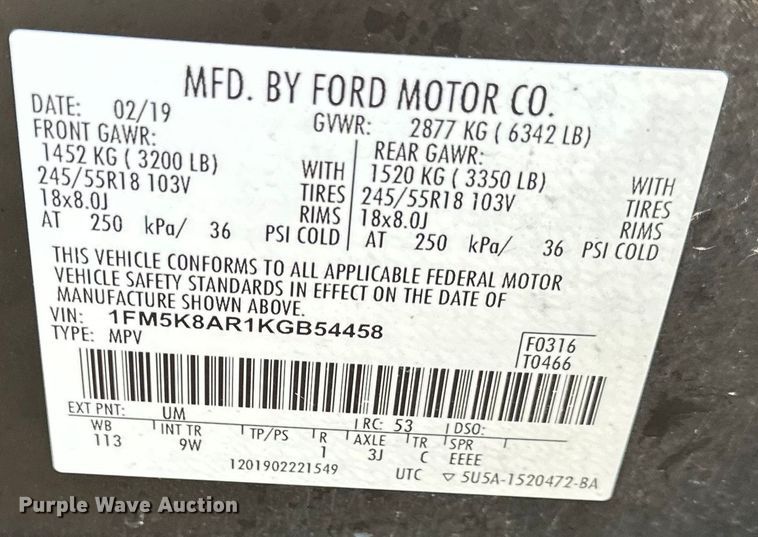 MFD. BY FORD MOTOR CO.
DATE: 02/19 GVWR: 2877 KG ( 6342 LB)
FRONT GAWR: REAR GAWR:
1452 KG ( 3200 LB) WITH 1520 KG ( 3350 LB) WITH
245/55R18 103V TIRES 245/55R18 103V TIRES
18x8.0J RIMS 18x8.0J RIMS
AT 250 kPa/ 36 PSI COLD AT 250 kPa/ 36 PSI COLD
THIS VEHICLE CONFORMS TO ALL APPLICABLE FEDERAL MOTOR
VEHICLE SAFETY STANDARDS IN EFFECT ON THE DATE OF
MANUFACTURE SHOWN ABOVE.
VIN: 1FM5K8AR1KGB54458
TYPE: MPV F0316
T0466
EXT PNT: UM RC: 53 DSO:
WB INT TR TP/PS R AXLE TR SPR
113 9W 1 3J C EEEE
1201902221549 UTC ▽ 5U5A-1520472-BA
Purple Wave Auction